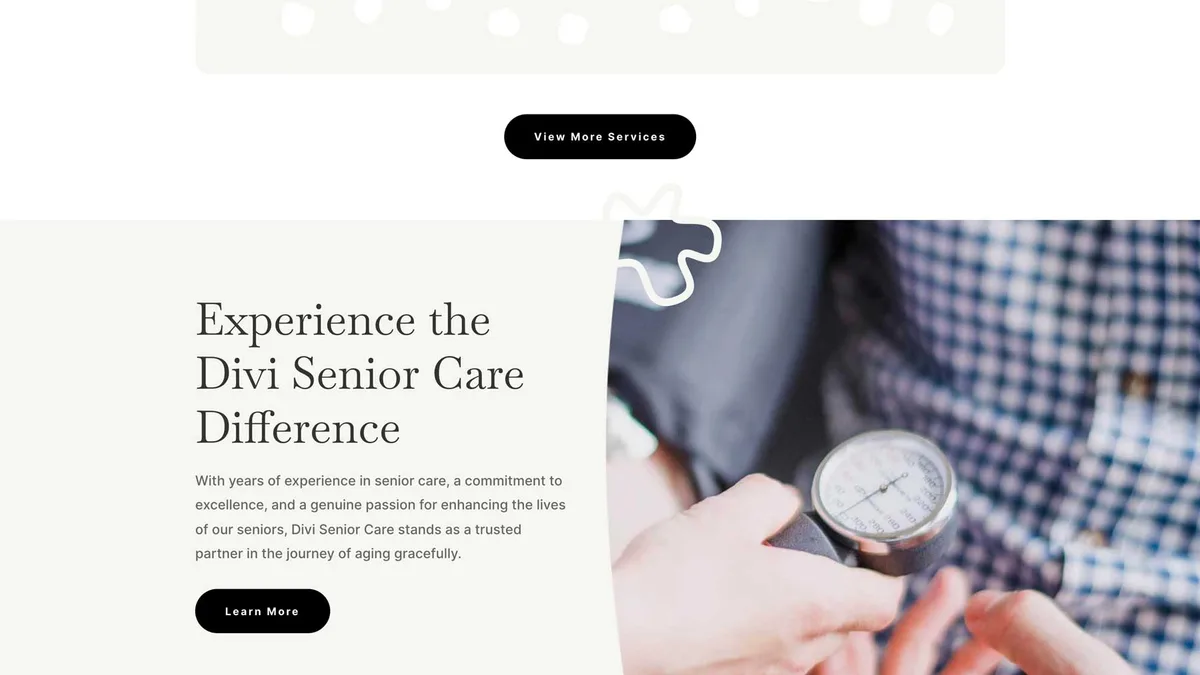 View More Services
Experience the
Divi Senior Care
Difference
With years of experience in senior care, a commitment to
excellence, and a genuine passion for enhancing the lives
of our seniors, Divi Senior Care stands as a trusted
partner in the journey of aging gracefully.
Learn More